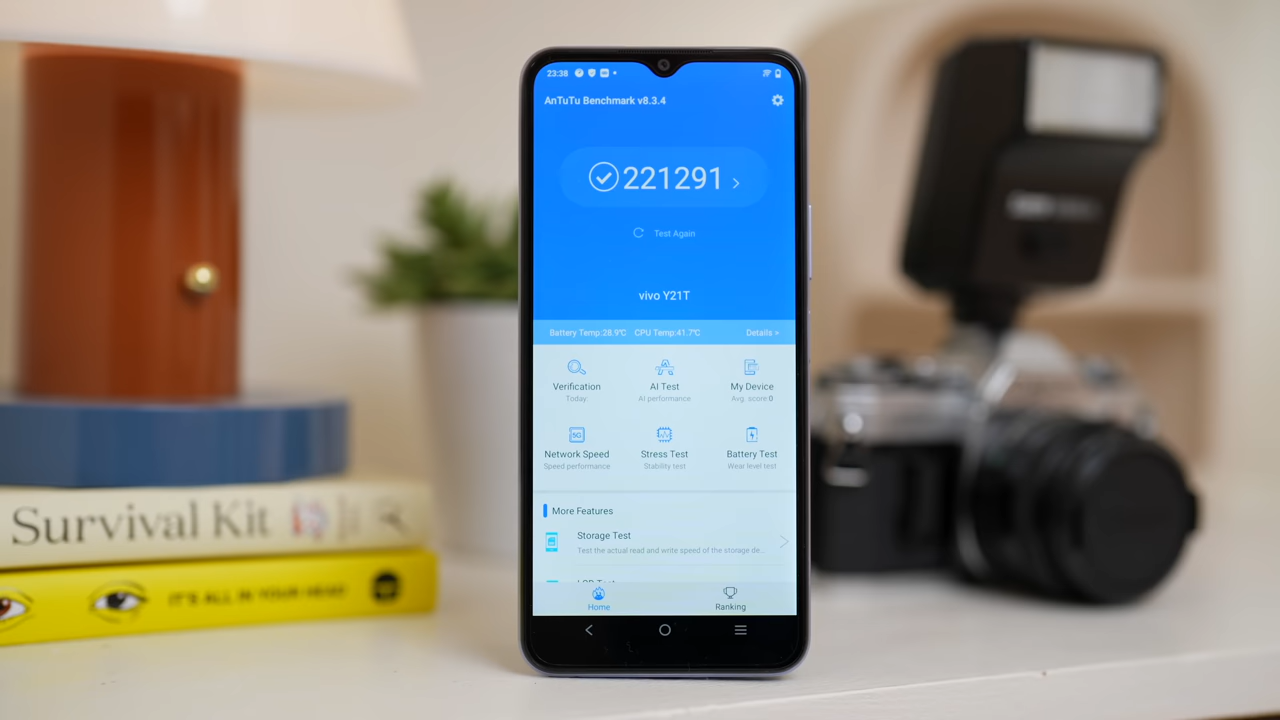 23:38
AnTuTu Benchmark v8.3.4
221291
Test Again
vivo Y21T
Battery Temp:28.9℃ CPU Temp:41.7℃ Details »
Verification
Today:
AI Test
AI performance
My Device
Avg. score 0
5G
Network Speed
Speed performance
Stress Test
Stability test
Battery Test
Wear level test
More Features
Storage Test
Test the actual read and write speed of the storage de...
Home
Ranking
Survival Kit
IT'S ALL IN YOUR HEAD